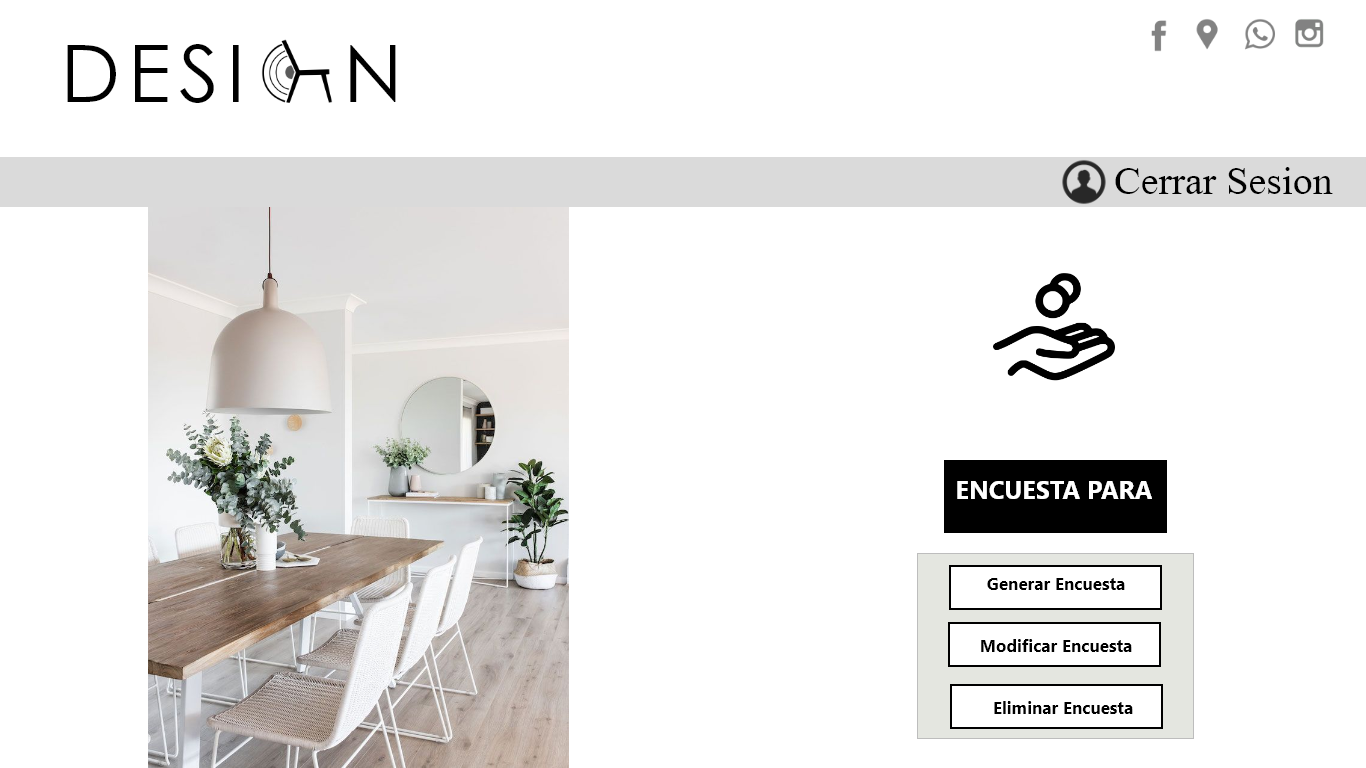 DESIGN
Cerrar Sesion
ENCUESTA PARA
Generar Encuesta
Modificar Encuesta
Eliminar Encuesta